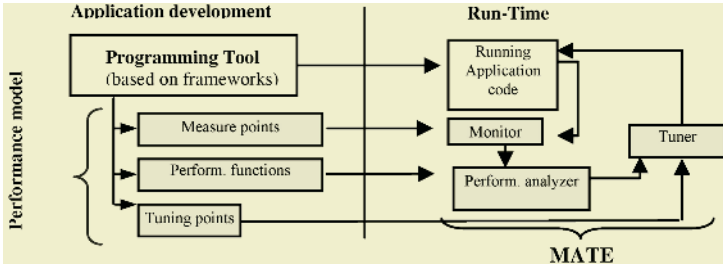 Application development
Run-Time
Performance model
Programming Tool
(based on frameworks)
Running
Application
code
Measure points
Monitor
Tuner
Perform. functions
Perform. analyzer
Tuning points
MATE